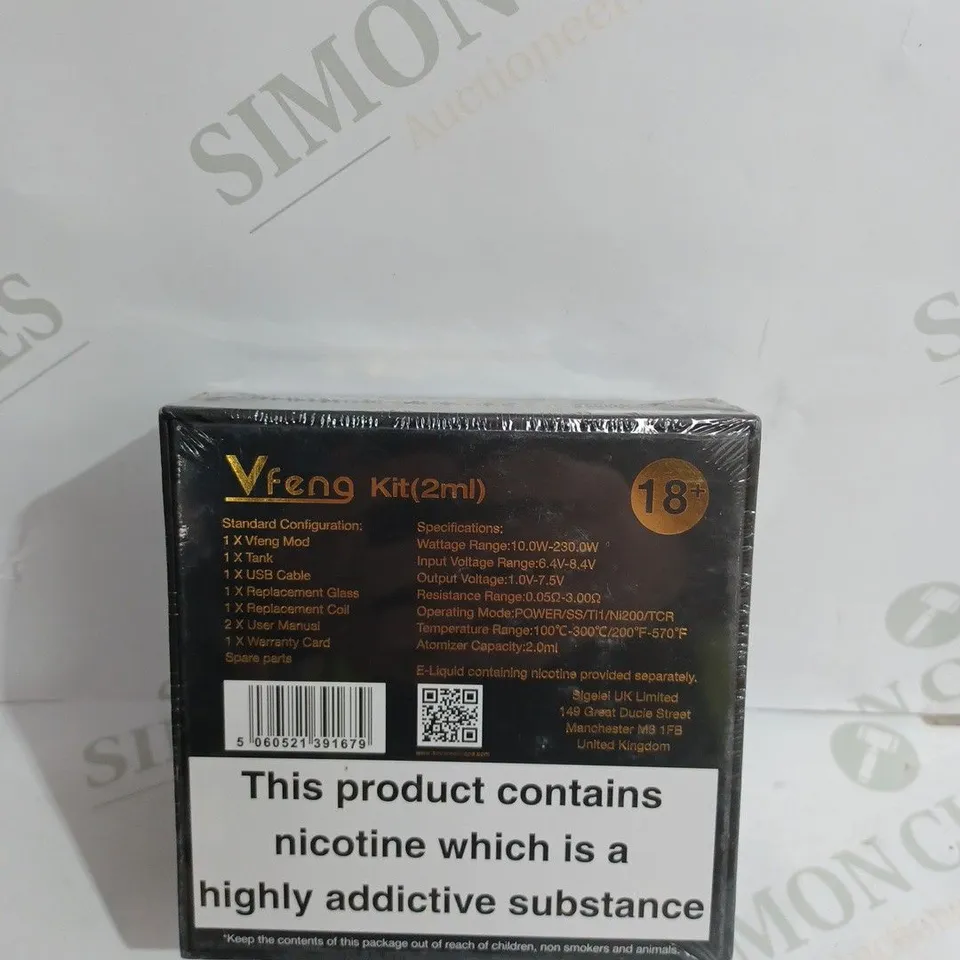 SIMON
Auctioneer
ES
SIMON CH
Vfeng Kit(2ml)
18+
Standard Configuration:
1 X Vfeng Mod
1 X Tank
1 X USB Cable
1 X Replacement Glass
1 X Replacement Coil
2 X User Manual
1 X Warranty Card
Spare parts
Specifications:
Wattage Range:10.0W-230.0W
Input Voltage Range:6.4V-8.4V
Output Voltage:1.0V-7.5V
Resistance Range:0.05Ω-3.00Ω
Operating Mode:POWER/SS/TI1/Ni200/TCR
Temperature Range:100℃-300℃/200℉-570℉
Atomizer Capacity:2.0ml
E-Liquid containing nicotine provided separately.
Sigelei UK Limited
149 Great Ducie Street
Manchester M3 1FB
United Kingdom
5 060521 391679
This product contains
nicotine which is a
highly addictive substance
*Keep the contents of this package out of reach of children, non smokers and animals.
SIMON C